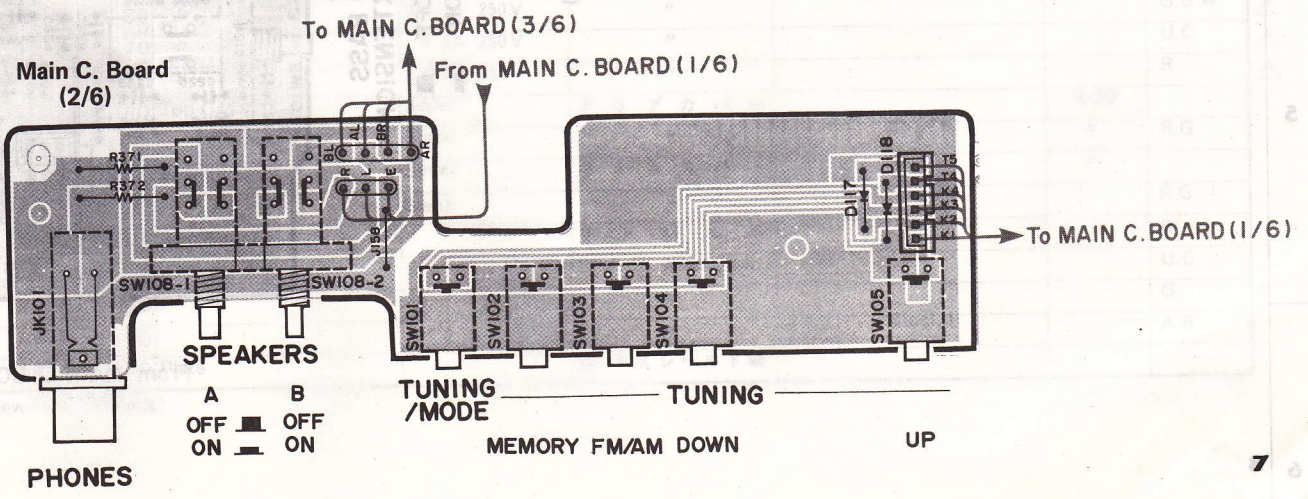 To MAIN C.BOARD(3/6)
From MAIN C.BOARD(1/6)
Main C. Board
(2/6)
BL
AL
BR
AR
R371
R372
R
L
E
J158
D117
D118
T5
K4
K3
K1
To MAIN C.BOARD(1/6)
JK101
SW108-1
SW108-2
SW101
SW102
SW103
SW104
SW105
SPEAKERS
A B
OFF OFF
ON ON
TUNING
/MODE
TUNING
MEMORY FM/AM DOWN
UP
PHONES
7